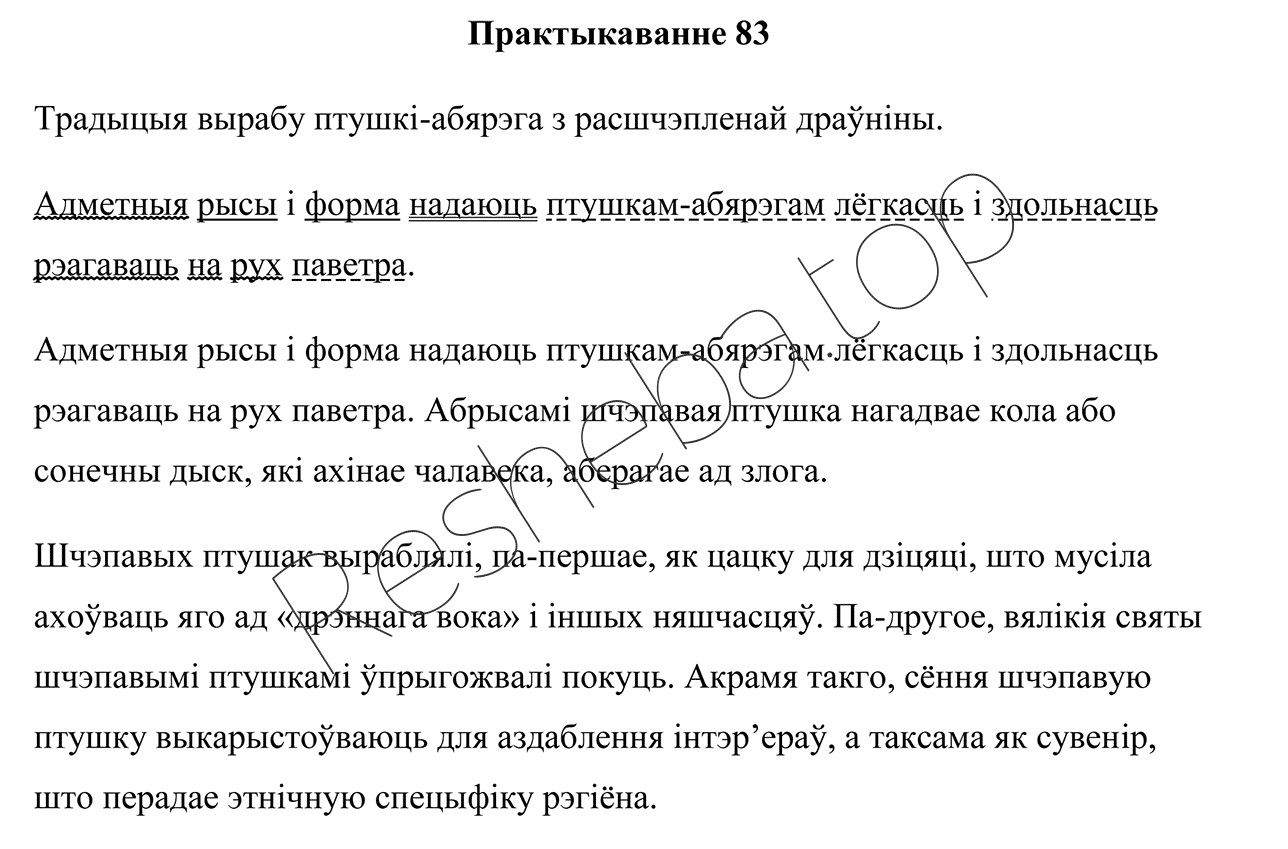 Практыкаванне 83
Традыцыя вырабу птушкі-абярэга з расшчэпленай драўніны.
Адметныя рысы і форма надаюць птушкам-абярэгам лёгкасць і здольнасць
рэагаваць на рух паветра.
Адметныя рысы і форма надаюць птушкам-абярэгам лёгкасць і здольнасць
рэагаваць на рух паветра. Абрысамі шчэпавая птушка нагадвае кола або
сонечны дыск, які ахінае чалавека, аберагае ад злога.
Шчэпавых птушак выраблялі, па-першае, як цацку для дзіцяці, што мусіла
ахоўваць яго ад «дрэннага вока» і іншых няшчасцяў. Па-другое, вялікія святы
шчэпавымі птушкамі ўпрыгожвалі покуць. Акрамя такго, сёння шчэпавую
птушку выкарыстоўваюць для аздаблення інтэр’ераў, а таксама як сувенір,
што перадае этнічную спецыфіку рэгіёна.
Resheba.top